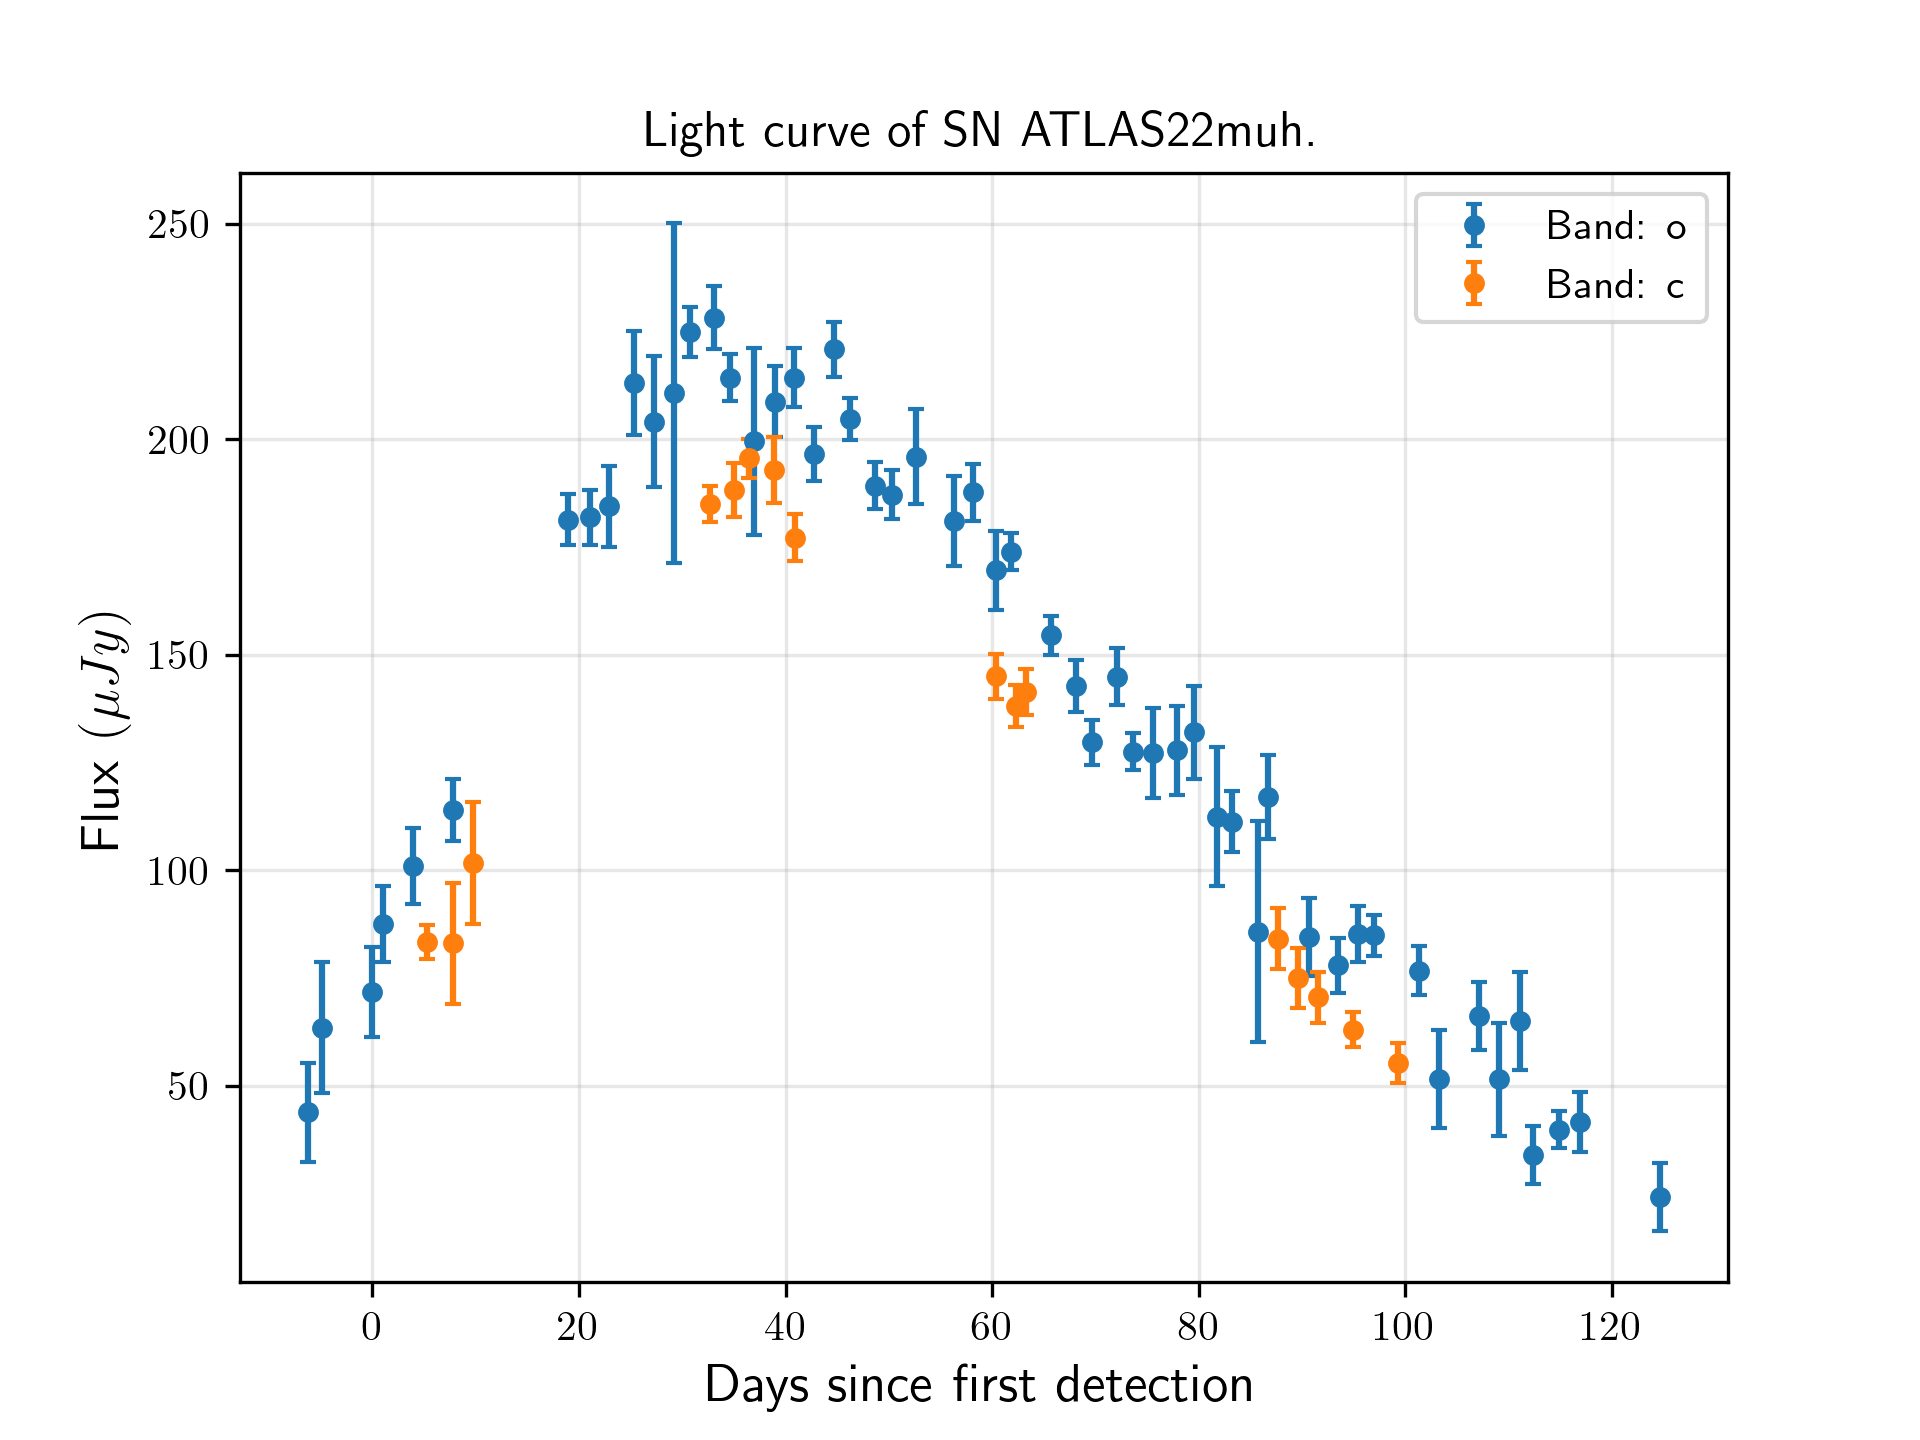 Light curve of SN ATLAS22muh.
Band: o
Band: c
Flux (μJy)
250
200
150
100
50
0 20 40 60 80 100 120
Days since first detection